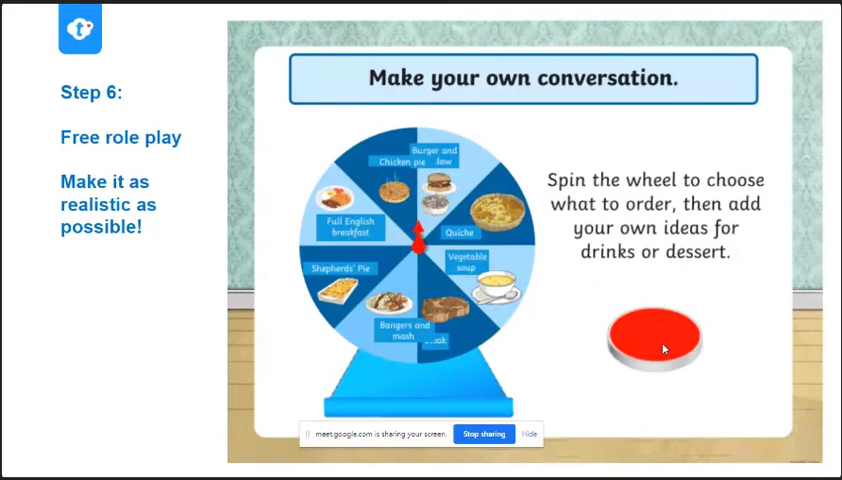 Step 6:
Free role play
Make it as
realistic as
possible!
Make your own conversation.
Burger and
Chicken pie
Full English
breakfast
Quiche
Vegetable
soup
Shepherds' Pie
Bangers and
mash
Spin the wheel to choose
what to order, then add
your own ideas for
drinks or dessert.
meet.google.com is sharing your screen.
Stop sharing
Hide